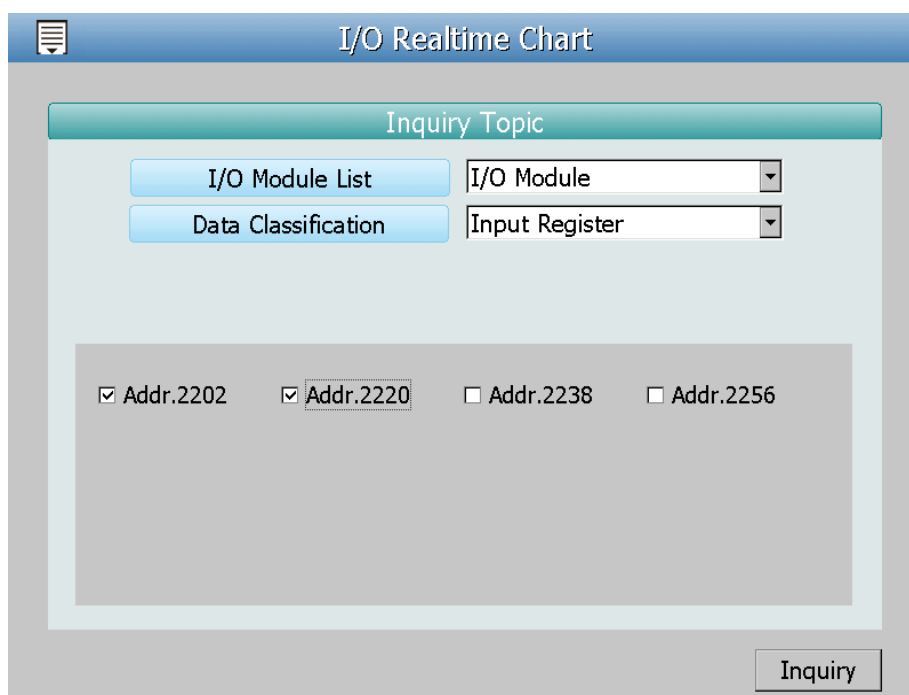 I/O Realtime Chart
Inquiry Topic
I/O Module List I/O Module
Data Classification Input Register
Addr.2202 Addr.2220 Addr.2238 Addr.2256
Inquiry